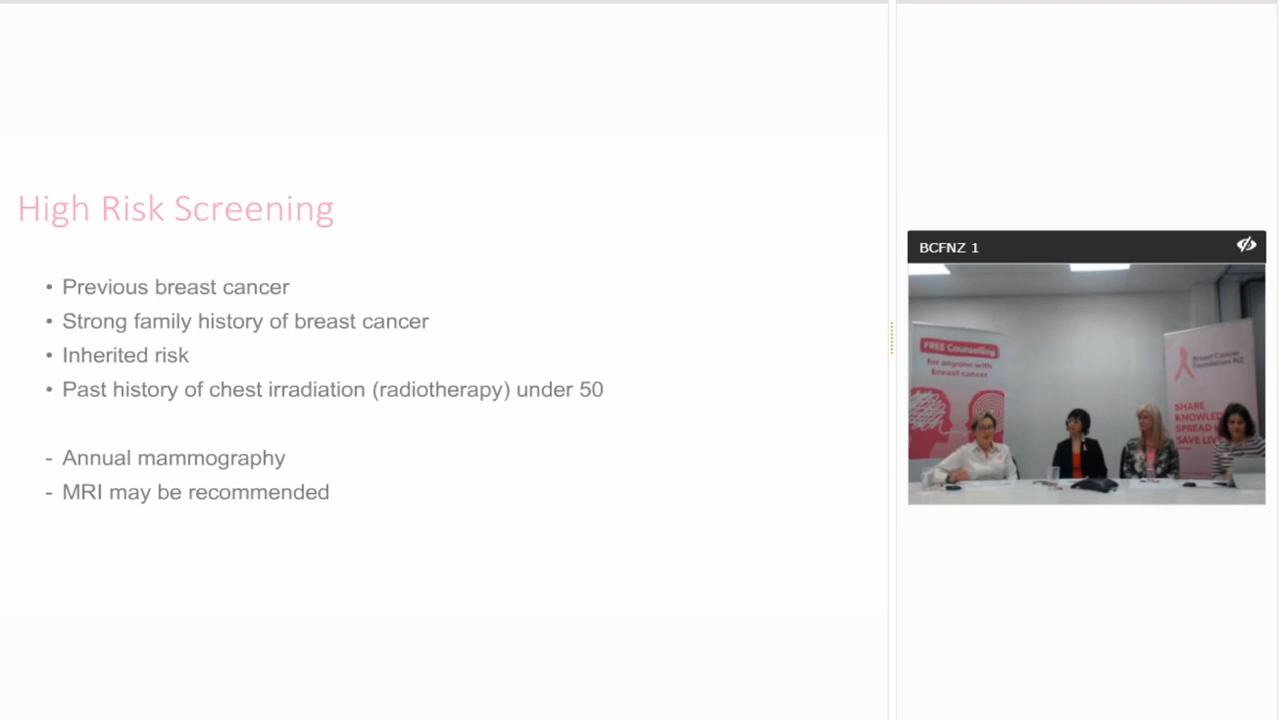 High Risk Screening
• Previous breast cancer
• Strong family history of breast cancer
• Inherited risk
• Past history of chest irradiation (radiotherapy) under 50
- Annual mammography
- MRI may be recommended
BCFNZ 1
FREE Counselling
for anyone with
breast cancer
Breast Cancer
Foundation NZ
SHARE
SPREAD
SAVE